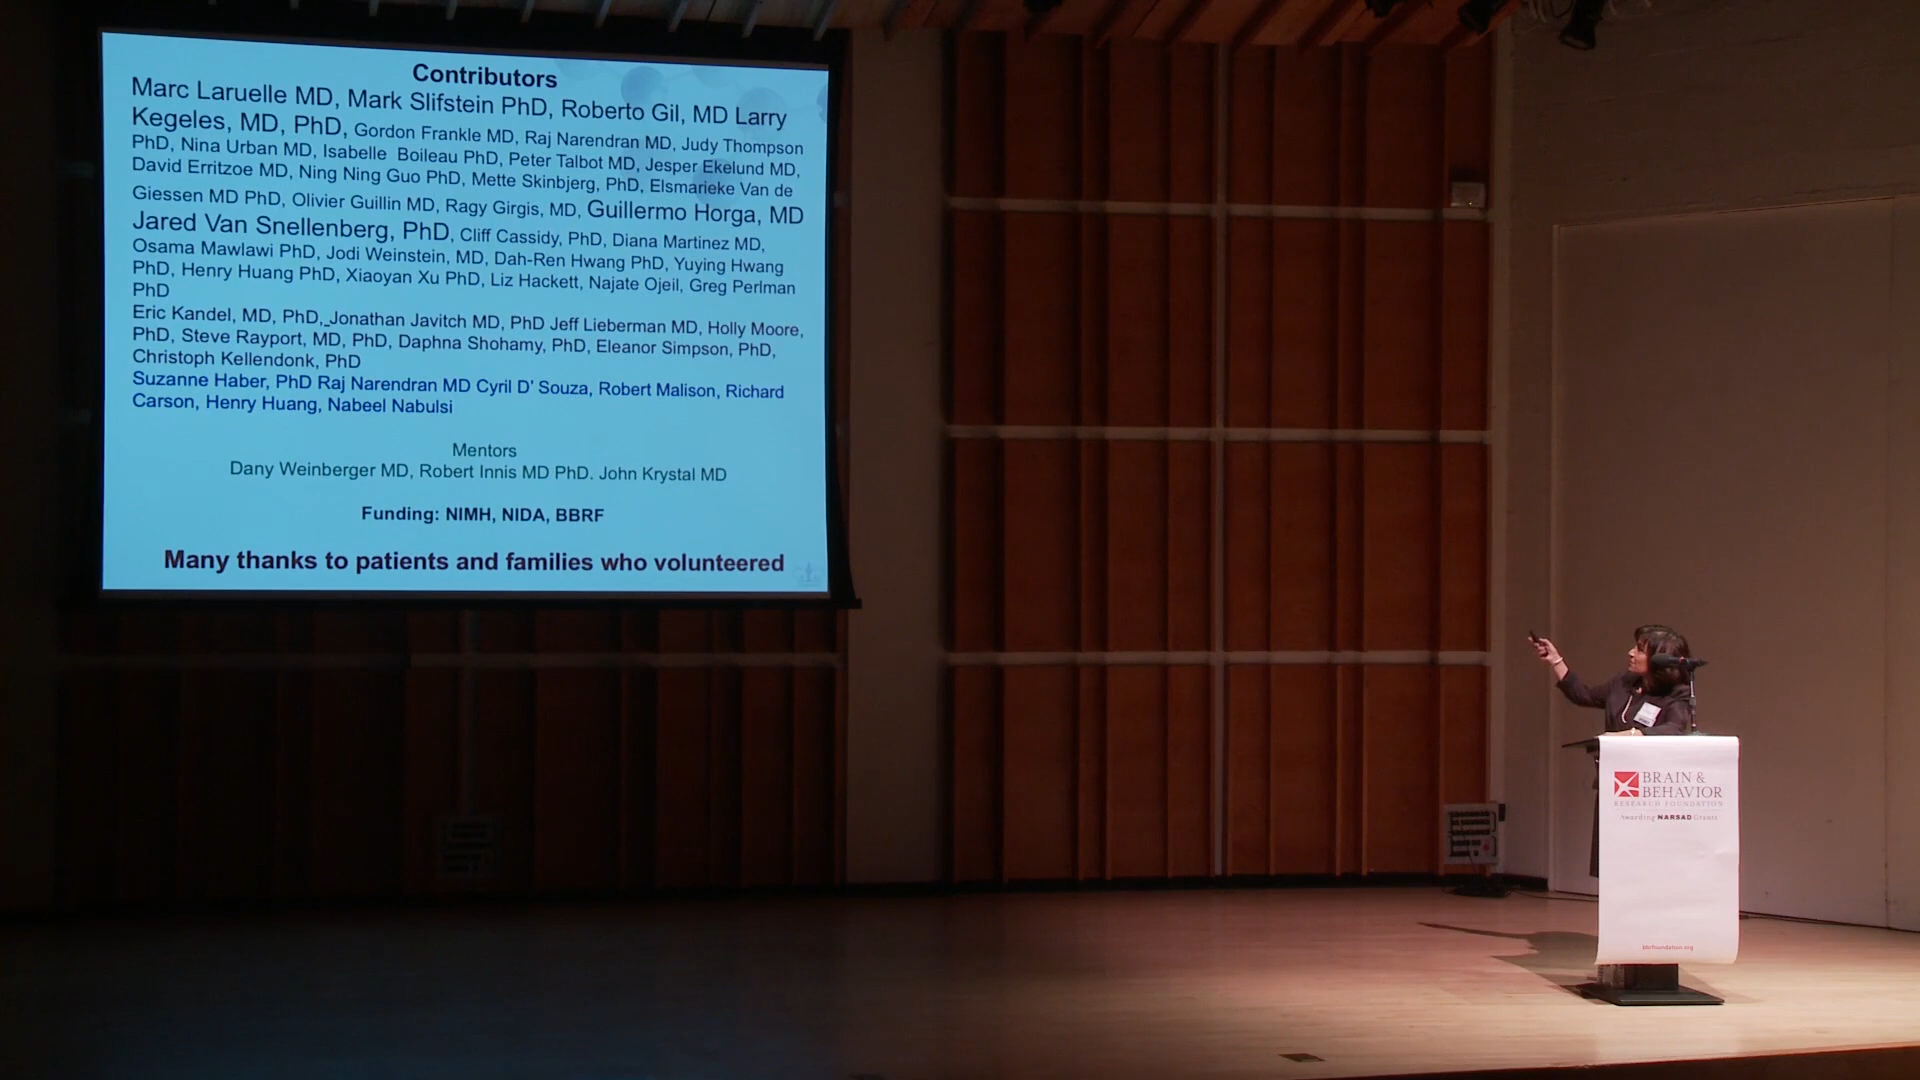 Contributors
Marc Laruelle MD, Mark Slifstein PhD, Roberto Gil, MD Larry
Kegeles, MD, PhD, Gordon Frankle MD, Raj Narendran MD, Judy Thompson
PhD, Nina Urban MD, Isabelle Boileau PhD, Peter Talbot MD, Jesper Ekelund MD,
David Erritzoe MD, Ning Ning Guo PhD, Mette Skinbjerg, PhD, Elsmarieke Van de
Giessen MD PhD, Olivier Guillin MD, Ragy Girgis, MD, Guillermo Horga, MD
Jared Van Snellenberg, PhD, Cliff Cassidy, PhD, Diana Martinez MD,
Osama Mawlawi PhD, Jodi Weinstein, MD, Dah-Ren Hwang PhD, Yuying Hwang
PhD, Henry Huang PhD, Xiaoyan Xu PhD, Liz Hackett, Najate Ojeil, Greg Perlman
PhD
Eric Kandel, MD, PhD,_Jonathan Javitch MD, PhD Jeff Lieberman MD, Holly Moore,
PhD, Steve Rayport, MD, PhD, Daphna Shohamy, PhD, Eleanor Simpson, PhD,
Christoph Kellendonk, PhD
Suzanne Haber, PhD Raj Narendran MD Cyril D' Souza, Robert Malison, Richard
Carson, Henry Huang, Nabeel Nabulsi
Mentors
Dany Weinberger MD, Robert Innis MD PhD. John Krystal MD
Funding: NIMH, NIDA, BBRF
Many thanks to patients and families who volunteered
BRAIN &
BEHAVIOR
RESEARCH FOUNDATION
Awarding NARSAD Grants
bbrfoundation.org